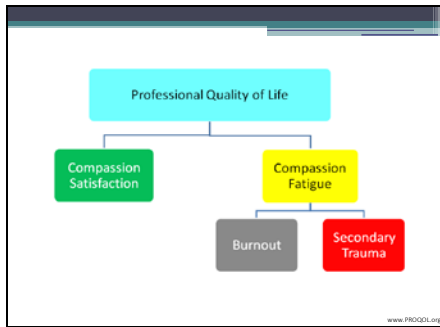 Professional Quality of Life
Compassion
Satisfaction
Compassion
Fatigue
Burnout
Secondary
Trauma
www.PROQOL.org